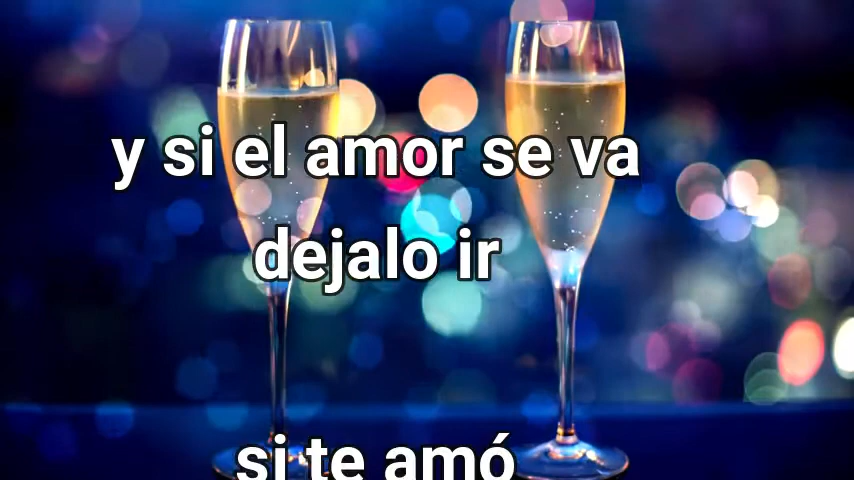 y si el amor se va
dejalo ir
si te amó